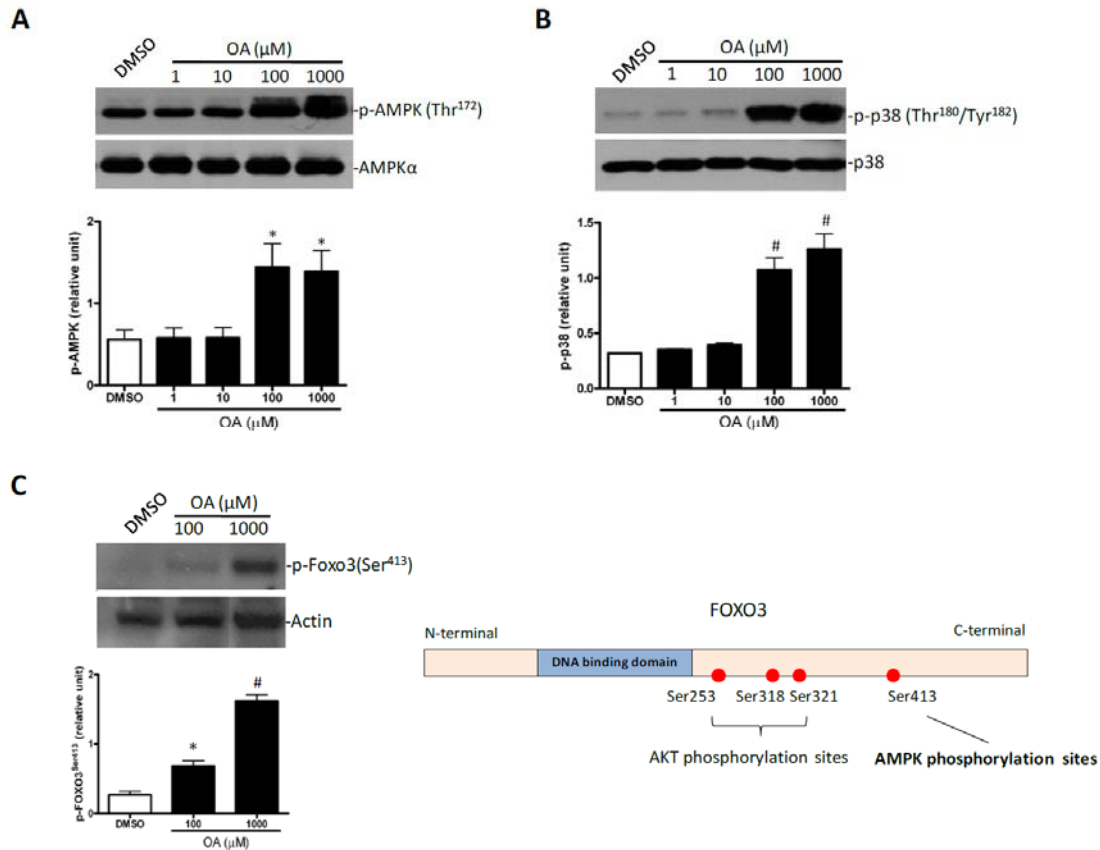 A
DMSO
OA (μM)
1 10 100 1000
-p-AMPK (Thr172)
-AMPKα
p-AMPK (relative unit)
2
*
*
1
0
DMSO 1 10 100 1000
OA (μM)
B
DMSO
OA (μM)
1 10 100 1000
-p-p38 (Thr180/Tyr182)
-p38
p-p38 (relative unit)
1.5
#
#
1.0
0.5
0.0
DMSO 1 10 100 1000
OA (μM)
C
DMSO
OA (μM)
100 1000
-p-Foxo3(Ser413)
-Actin
p-FOXO3Ser413 (relative unit)
2
#
*
1
0
DMSO 100 1000
OA (μM)
FOXO3
N-terminal C-terminal
DNA binding domain
Ser253 Ser318 Ser321 Ser413
AKT phosphorylation sites AMPK phosphorylation sites